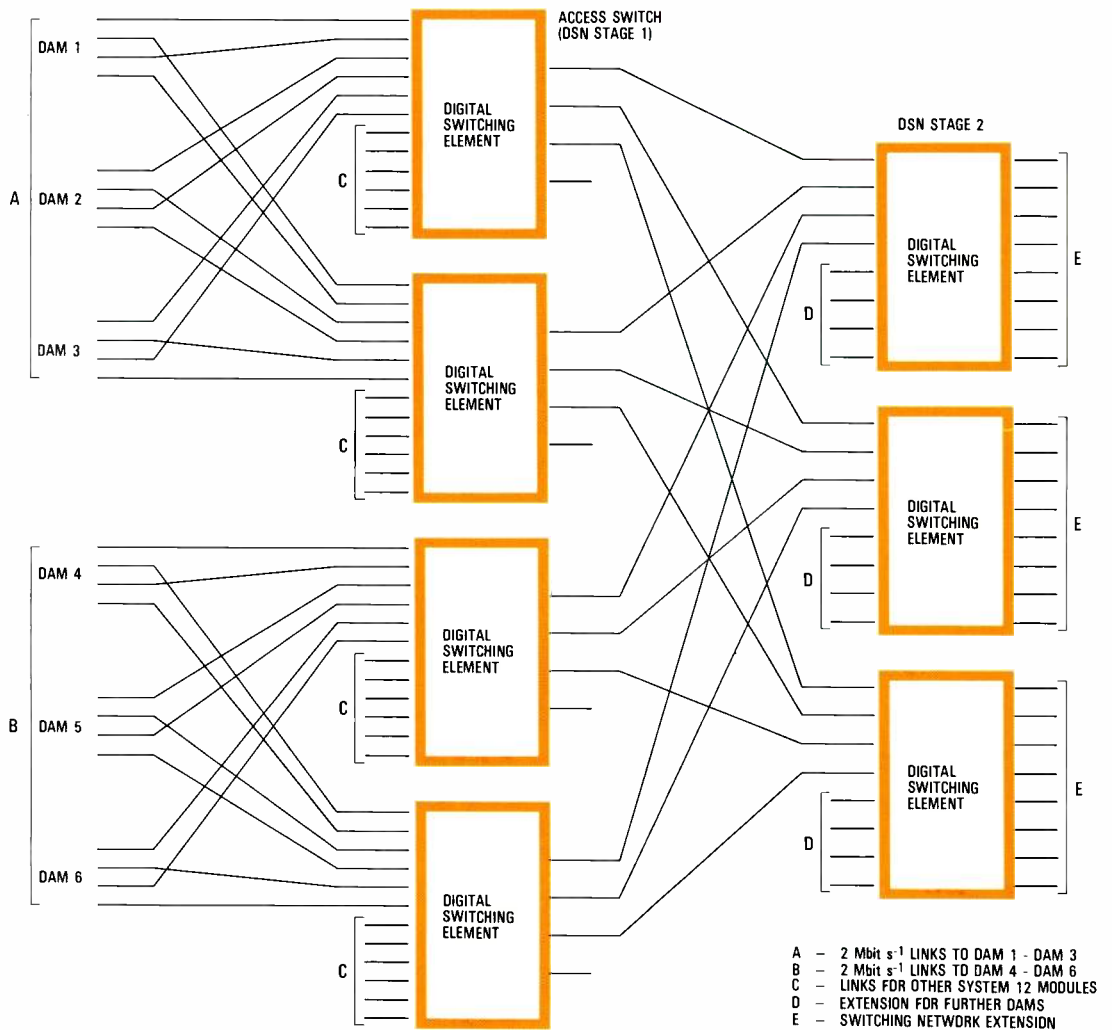 ACCESS SWITCH
(DSN STAGE 1)
DAM 1
DIGITAL
SWITCHING
ELEMENT
DSN STAGE 2
C
A
DAM 2
DIGITAL
SWITCHING
ELEMENT
E
D
DAM 3
DIGITAL
SWITCHING
ELEMENT
C
DIGITAL
SWITCHING
ELEMENT
E
D
DAM 4
DIGITAL
SWITCHING
ELEMENT
C
B
DAM 5
DIGITAL
SWITCHING
ELEMENT
E
D
DAM 6
DIGITAL
SWITCHING
ELEMENT
C
A – 2 Mbit s⁻¹ LINKS TO DAM 1 - DAM 3
B – 2 Mbit s⁻¹ LINKS TD DAM 4 - DAM 6
C – LINKS FOR OTHER SYSTEM 12 MODULES
D – EXTENSION FOR FURTHER DAMS
E – SWITCHING NETWORK EXTENSION